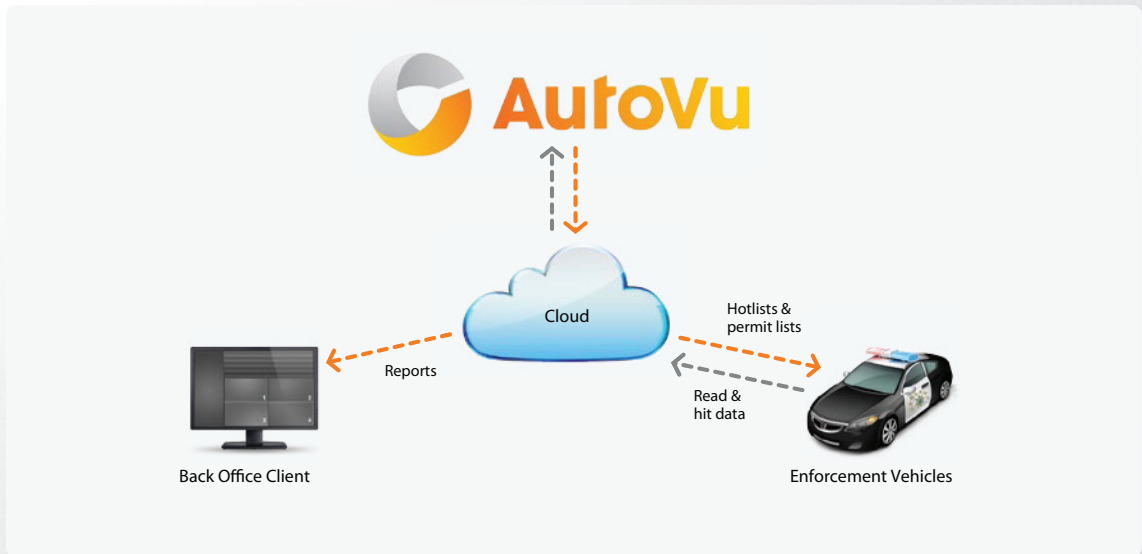 AutoVu
Cloud
Hotlists &
permit lists
Reports
Read &
hit data
Back Office Client
Enforcement Vehicles